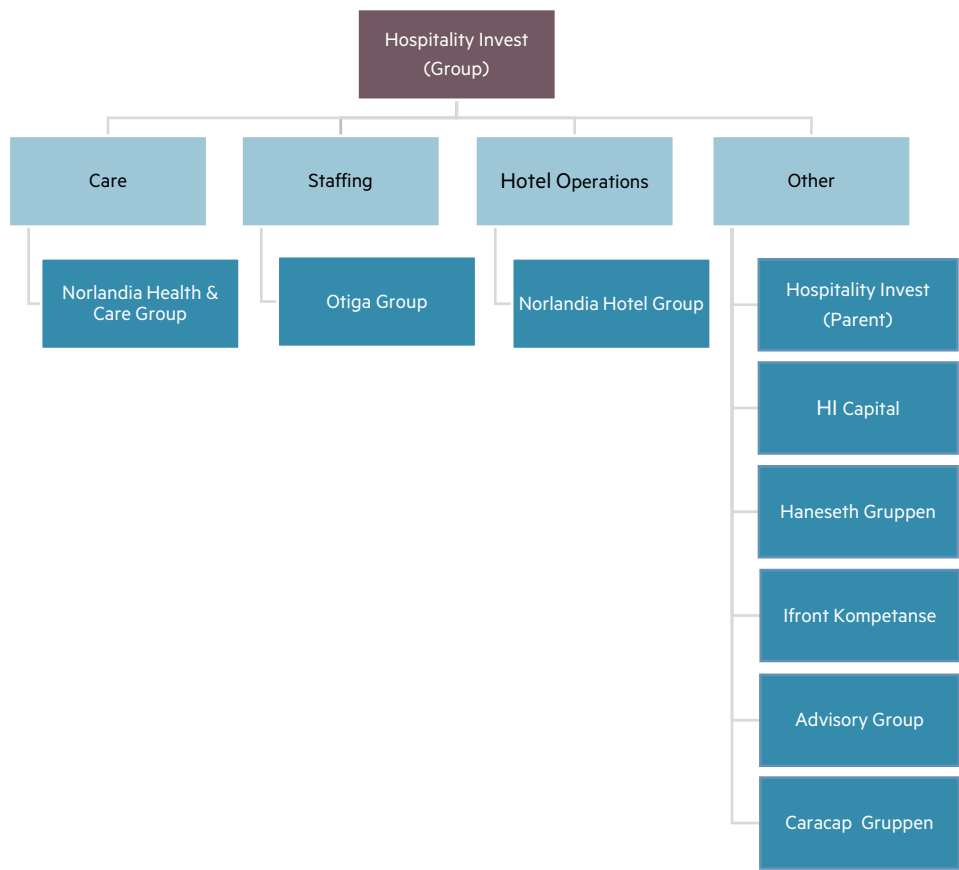 Hospitality Invest
(Group)
Care
Staffing
Hotel Operations
Other
Norlandia Health &
Care Group
Otiga Group
Norlandia Hotel Group
Hospitality Invest
(Parent)
HI Capital
Haneseth Gruppen
Ifront Kompetanse
Advisory Group
Caracap  Gruppen